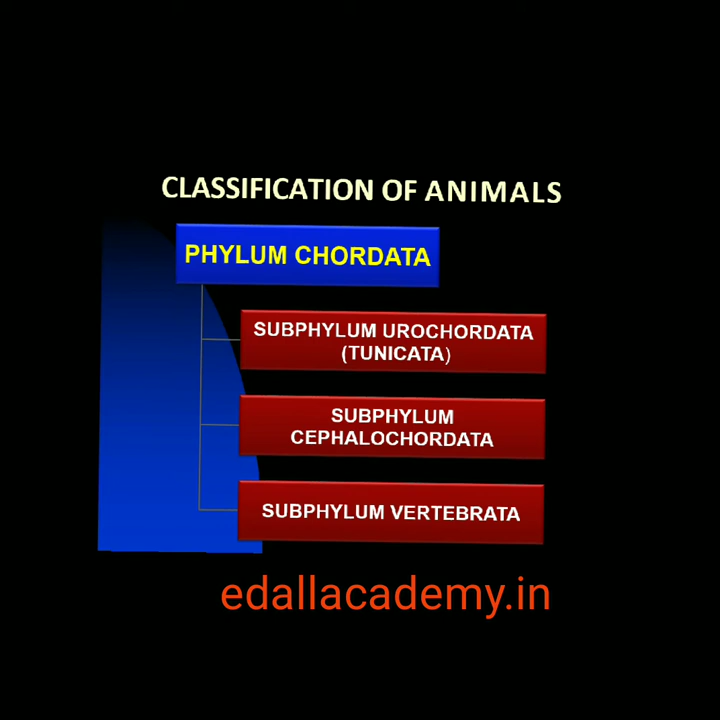 CLASSIFICATION OF ANIMALS
PHYLUM CHORDATA
SUBPHYLUM UROCHORDATA
(TUNICATA)
SUBPHYLUM
CEPHALOCHORDATA
SUBPHYLUM VERTEBRATA
edallacademy.in